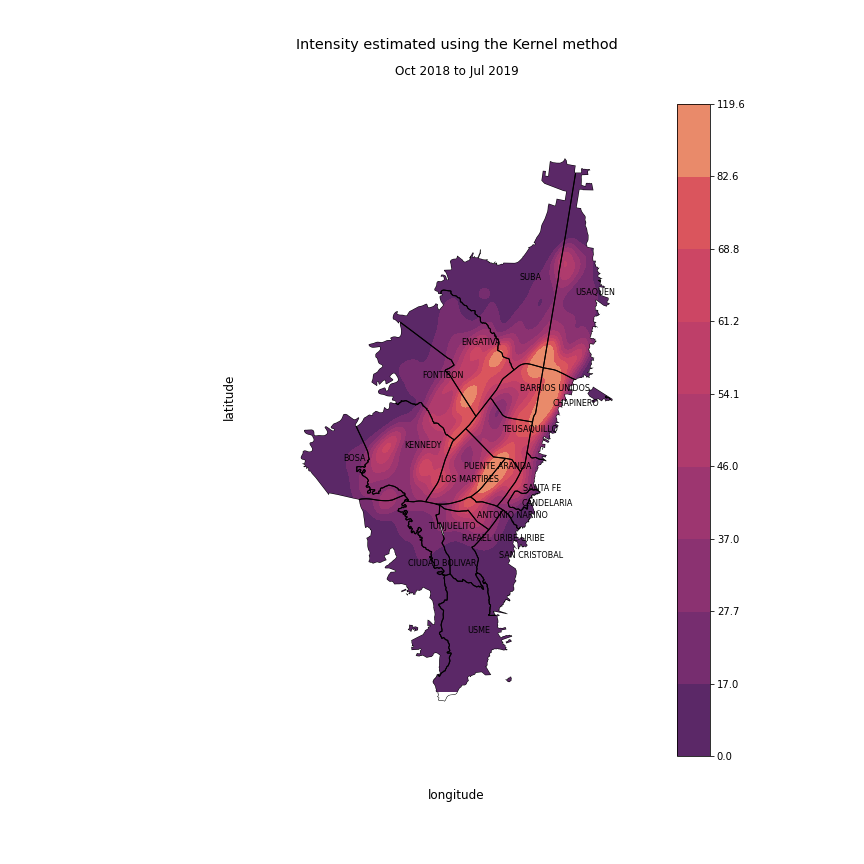 Intensity estimated using the Kernel method
Oct 2018 to Jul 2019
119.6
82.6
68.8
61.2
54.1
46.0
37.0
27.7
17.0
0.0
SUBA
USAQUEN
ENGATIVA
FONTIBON
BARRIOS UNIDOS
CHAPINERO
TEUSAQUILLO
KENNEDY
BOSA
PUENTE ARANDA
LOS MARTIRES
SANTA FE
CANDELARIA
ANTONIO NARIÑO
TUNJUELITO
RAFAEL URIBE URIBE
SAN CRISTOBAL
CIUDAD BOLIVAR
USME
latitude
longitude